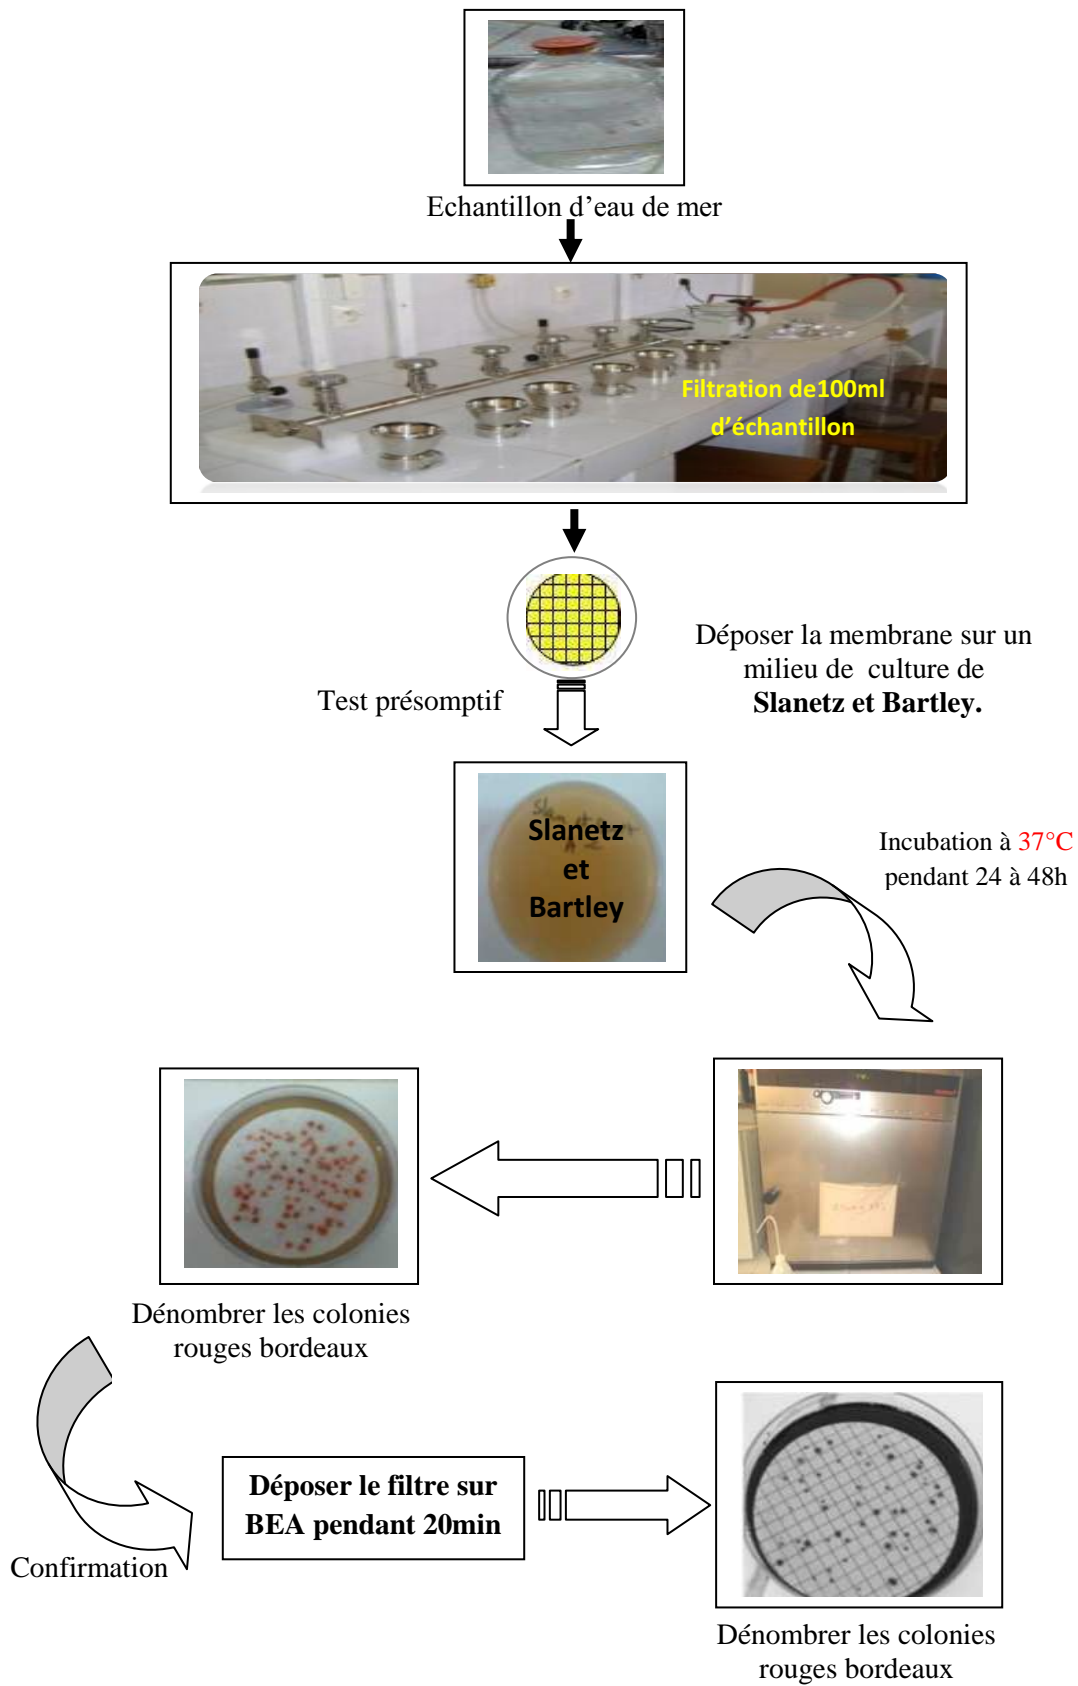 Echantillon d'eau de mer
Filtration de100ml
d'échantillon
Déposer la membrane sur un
milieu de culture de
Slanetz et Bartley.
Test présomptif
Slanetz
et
Bartley
Incubation à 37°C
pendant 24 à 48h
Dénombrer les colonies
rouges bordeaux
Déposer le filtre sur
BEA pendant 20min
Confirmation
Dénombrer les colonies
rouges bordeaux